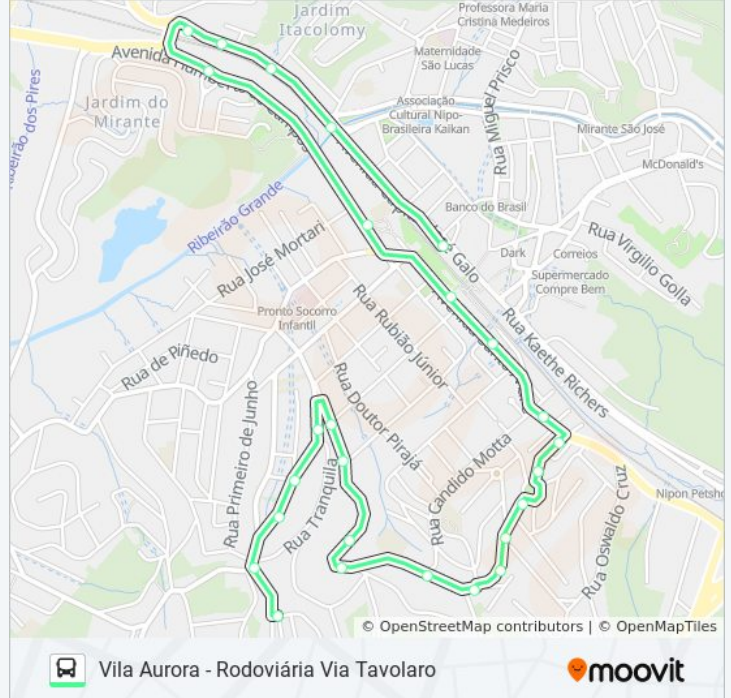 Jardim
Itacolomy
Professora Maria
Cristina Medeiros
Avenida Humberto de Campos
Maternidade
São Lucas
Rua Miguel Prisco
Jardim do
Mirante
Associação
Cultural Nipo-
Brasileira Kaikan
Mirante São José
McDonald's
Ribeirão Grande
Banco do Brasil
Galo
Rua Virgilio Golla
Dark
Correios
Supermercado
Compre Bem
Rua José Mortari
Pronto Socorro
Infantil
Rua Rubião Júnior
Rua Kaethe Richers
Rua de Piñedo
Rua Doutor Pirajá
Rua Primeiro de Junho
Rua Tranquila
Rua Candido Motta
Rua Oswaldo Cruz
Nipon Petsho
© OpenStreetMap contributors | © OpenMapTiles
Vila Aurora - Rodoviária Via Tavolaro
moovit